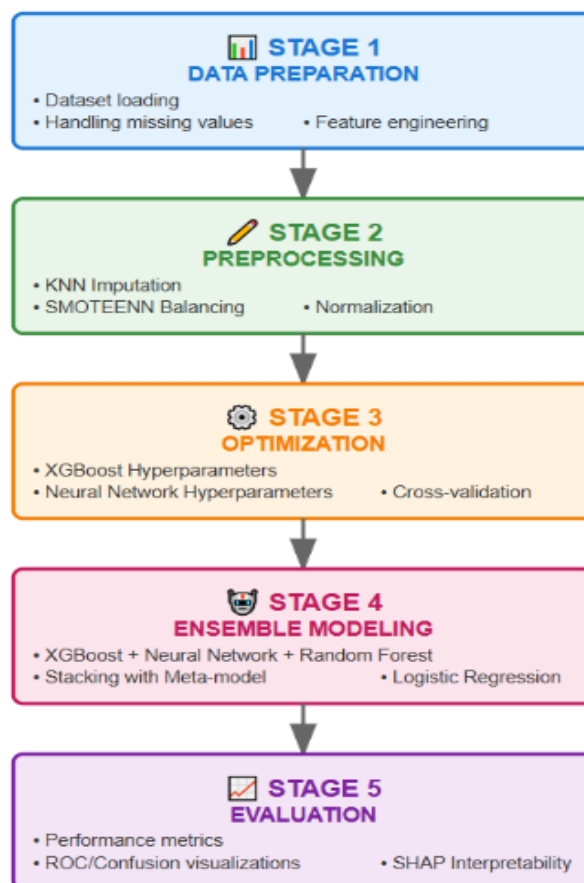 STAGE 1
DATA PREPARATION
• Dataset loading
• Handling missing values • Feature engineering
STAGE 2
PREPROCESSING
• KNN Imputation
• SMOTEENN Balancing • Normalization
STAGE 3
OPTIMIZATION
• XGBoost Hyperparameters
• Neural Network Hyperparameters • Cross-validation
STAGE 4
ENSEMBLE MODELING
• XGBoost + Neural Network + Random Forest
• Stacking with Meta-model • Logistic Regression
STAGE 5
EVALUATION
• Performance metrics
• ROC/Confusion visualizations • SHAP Interpretability